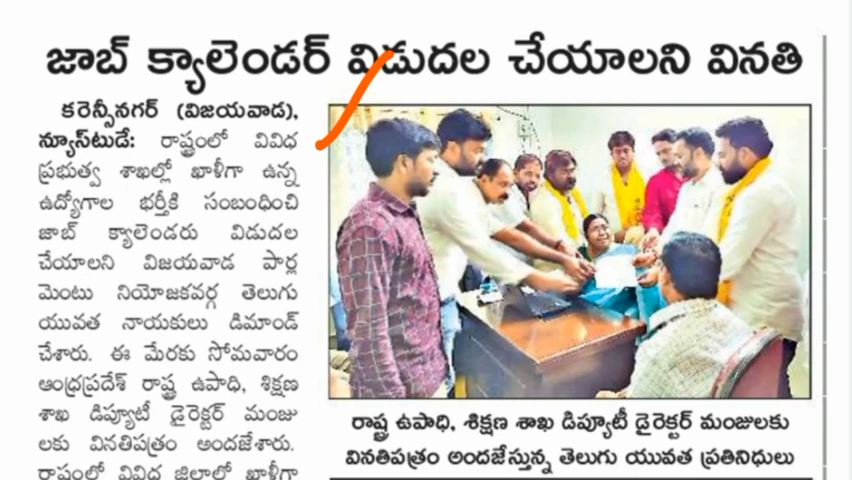 జాబ్ క్యాలెండర్ విడుదల చేయాలని వినతి
కరెన్సీనగర్ (విజయవాడ),
న్యూస్‌టుడే: రాష్ట్రంలో వివిధ
ప్రభుత్వ శాఖల్లో ఖాళీగా ఉన్న
ఉద్యోగాల భర్తీకి సంబంధించి
జాబ్ క్యాలెండరు విడుదల
చేయాలని విజయవాడ పార్ల
మెంటు నియోజకవర్గ తెలుగు
యువత నాయకులు డిమాండ్
చేశారు. ఈ మేరకు సోమవారం
ఆంధ్రప్రదేశ్ రాష్ట్ర ఉపాధి, శిక్షణ
శాఖ డిప్యూటీ డైరెక్టర్ మంజు
లకు వినతిపత్రం అందజేశారు.
రాష్ట్రంలో వివిధ జిల్లాల్లో ఖాళీగా
రాష్ట్ర ఉపాధి, శిక్షణ శాఖ డిప్యూటీ డైరెక్టర్ మంజులకు
వినతిపత్రం అందజేస్తున్న తెలుగు యువత ప్రతినిధులు